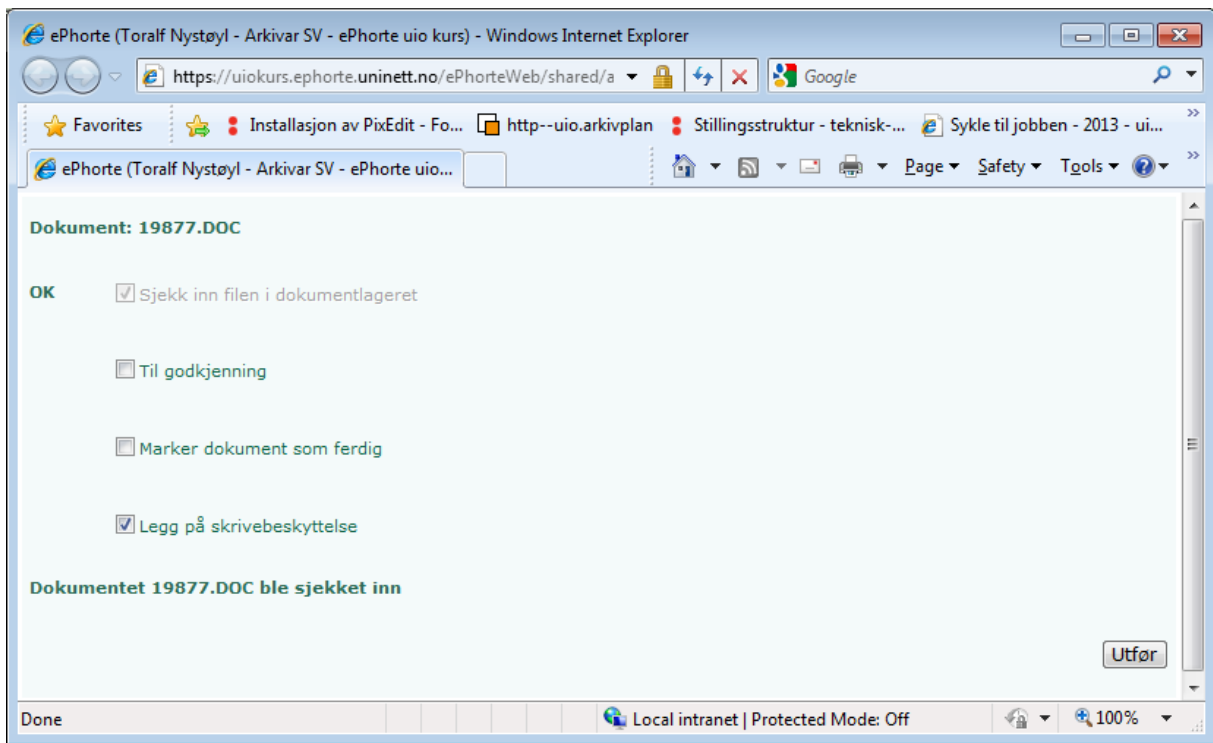 ePhorte (Toralf Nystøyl - Arkivar SV - ePhorte uio kurs) - Windows Internet Explorer
https://uiokurs.ephorte.uninett.no/ePhorteWeb/shared/a
Google
Favorites Installasjon av PixEdit - Fo... http--uio.arkivplan Stillingsstruktur - teknisk-... Sykle til jobben - 2013 - ui... »
ePhorte (Toralf Nystøyl - Arkivar SV - ePhorte uio... Page Safety Tools »
Dokument: 19877.DOC
OK Sjekk inn filen i dokumentlageret
Til godkjenning
Marker dokument som ferdig
Legg på skrivebeskyttelse
Dokumentet 19877.DOC ble sjekket inn
Utfør
Done Local intranet | Protected Mode: Off 100%